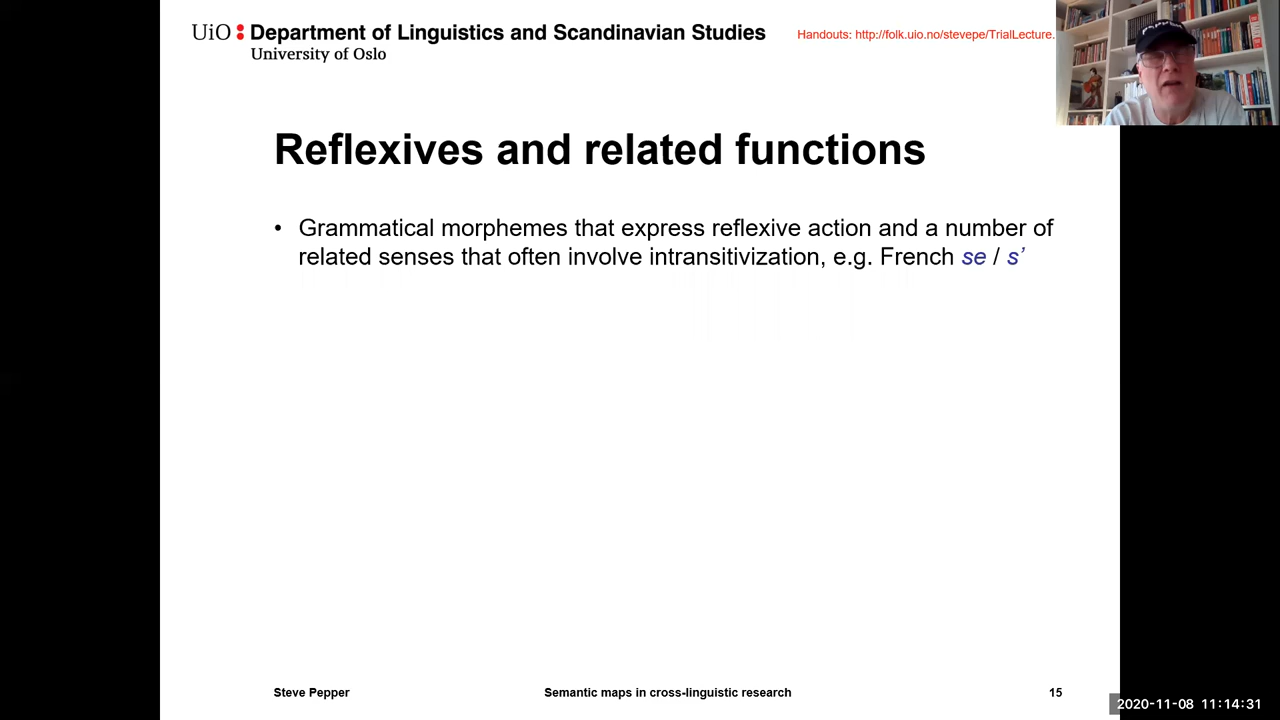 UiO : Department of Linguistics and Scandinavian Studies
University of Oslo
Handouts: http://folk.uio.no/stevepe/TrialLecture.
Reflexives and related functions
• Grammatical morphemes that express reflexive action and a number of
related senses that often involve intransitivization, e.g. French se / s’
Steve Pepper
Semantic maps in cross-linguistic research
15
2020-11-08 11:14:31